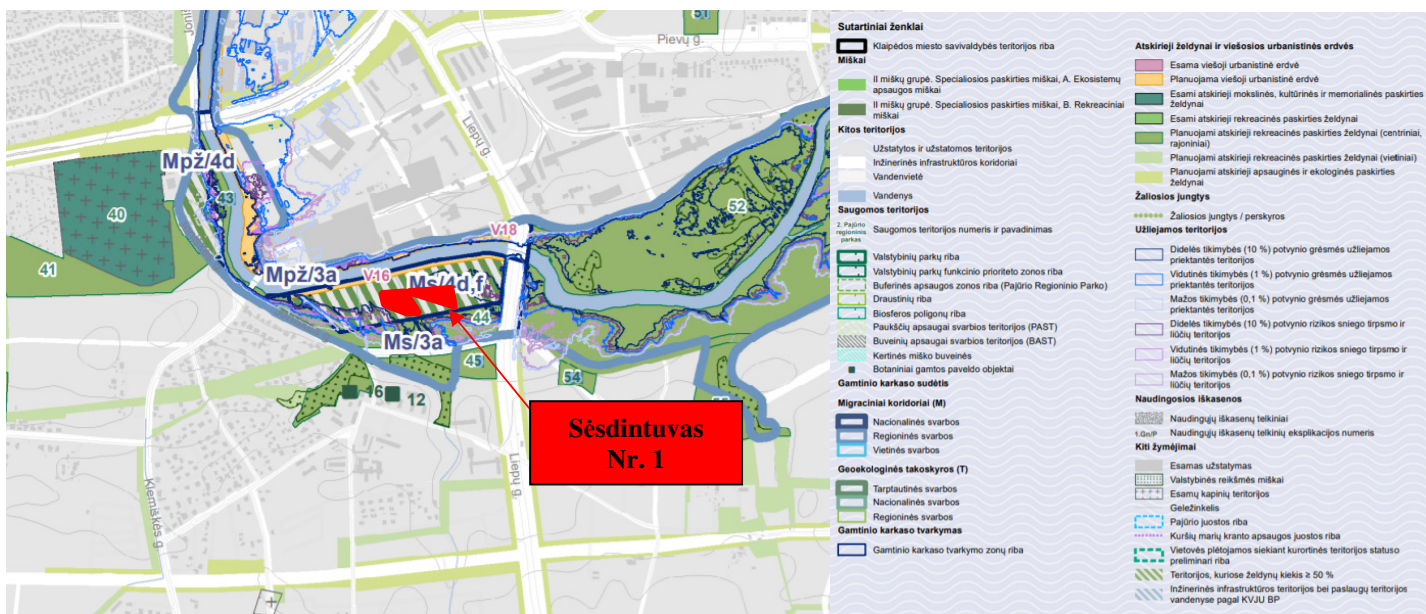 51
Pievų g.
Joniškės
Liepų g.
Mpž/4d
43
40
41
52
V18
Mpž/3a
V16
Ms/4d,f
44
Ms/3a
45
54
16
12
Klemiškės g.
Liepų g.
Sėsdintuvas
Nr. 1
Sutartiniai ženklai
Klaipėdos miesto savivaldybės teritorijos riba
Miškai
II miškų grupė. Specialiosios paskirties miškai, A. Ekosistemų
apsaugos miškai
II miškų grupė. Specialiosios paskirties miškai, B. Rekreaciniai
miškai
Kitos teritorijos
Užstatytos ir užstatomos teritorijos
Inžinerinės infrastruktūros koridoriai
Vandenvietė
Vandenys
Saugomos teritorijos
2. Pajūrio
regioninis
parkas
Saugomos teritorijos numeris ir pavadinimas
Valstybinių parkų riba
Valstybinių parkų funkcinio prioriteto zonos riba
Buferinės apsaugos zonos riba (Pajūrio Regioninio Parko)
Draustinių riba
Biosferos poligonų riba
Paukščių apsaugai svarbios teritorijos (PAST)
Buveinių apsaugai svarbios teritorijos (BAST)
Kertinės miško buveinės
Botaniniai gamtos paveldo objektai
Gamtinio karkaso sudėtis
Migraciniai koridoriai (M)
Nacionalinės svarbos
Regioninės svarbos
Vietinės svarbos
Geoekologinės takoskyros (T)
Tarptautinės svarbos
Nacionalinės svarbos
Regioninės svarbos
Gamtinio karkaso tvarkymas
Gamtinio karkaso tvarkymo zonų riba
Atskirieji želdynai ir viešosios urbanistinės erdvės
Esama viešoji urbanistinė erdvė
Planuojama viešoji urbanistinė erdvė
Esami atskirieji mokslinės, kultūrinės ir memorialinės paskirties
želdynai
Esami atskirieji rekreacinės paskirties želdynai
Planuojami atskirieji rekreacinės paskirties želdynai (centriniai,
rajoniniai)
Planuojami atskirieji rekreacinės paskirties želdynai (vietiniai)
Planuojami atskirieji apsauginės ir ekologinės paskirties
želdynai
Žaliosios jungtys
Žaliosios jungtys / perskyros
Užliejamos teritorijos
Didelės tikimybės (10 %) potvynio grėsmės užliejamos
priektantės teritorijos
Vidutinės tikimybės (1 %) potvynio grėsmės užliejamos
priektantės teritorijos
Mažos tikimybės (0,1 %) potvynio grėsmės užliejamos
priektantės teritorijos
Didelės tikimybės (10 %) potvynio rizikos sniego tirpsmo ir
liūčių teritorijos
Vidutinės tikimybės (1 %) potvynio rizikos sniego tirpsmo ir
liūčių teritorijos
Mažos tikimybės (0,1 %) potvynio rizikos sniego tirpsmo ir
liūčių teritorijos
Naudingosios iškasenos
Naudingųjų iškasenų telkiniai
1.Gn/P
Naudingųjų iškasenų telkinių eksplikacijos numeris
Kiti žymėjimai
Esamas užstatymas
Valstybinės reikšmės miškai
Esamų kapinių teritorijos
Geležinkelis
Pajūrio juostos riba
Kuršių marių kranto apsaugos juostos riba
Vietovės plėtojamos siekiant kurortinės teritorijos statuso
preliminari riba
Teritorijos, kuriose želdynų kiekis ≥ 50 %
Inžinerinės infrastruktūros teritorijos bei paslaugų teritorijos
vandenyse pagal KVJU BP